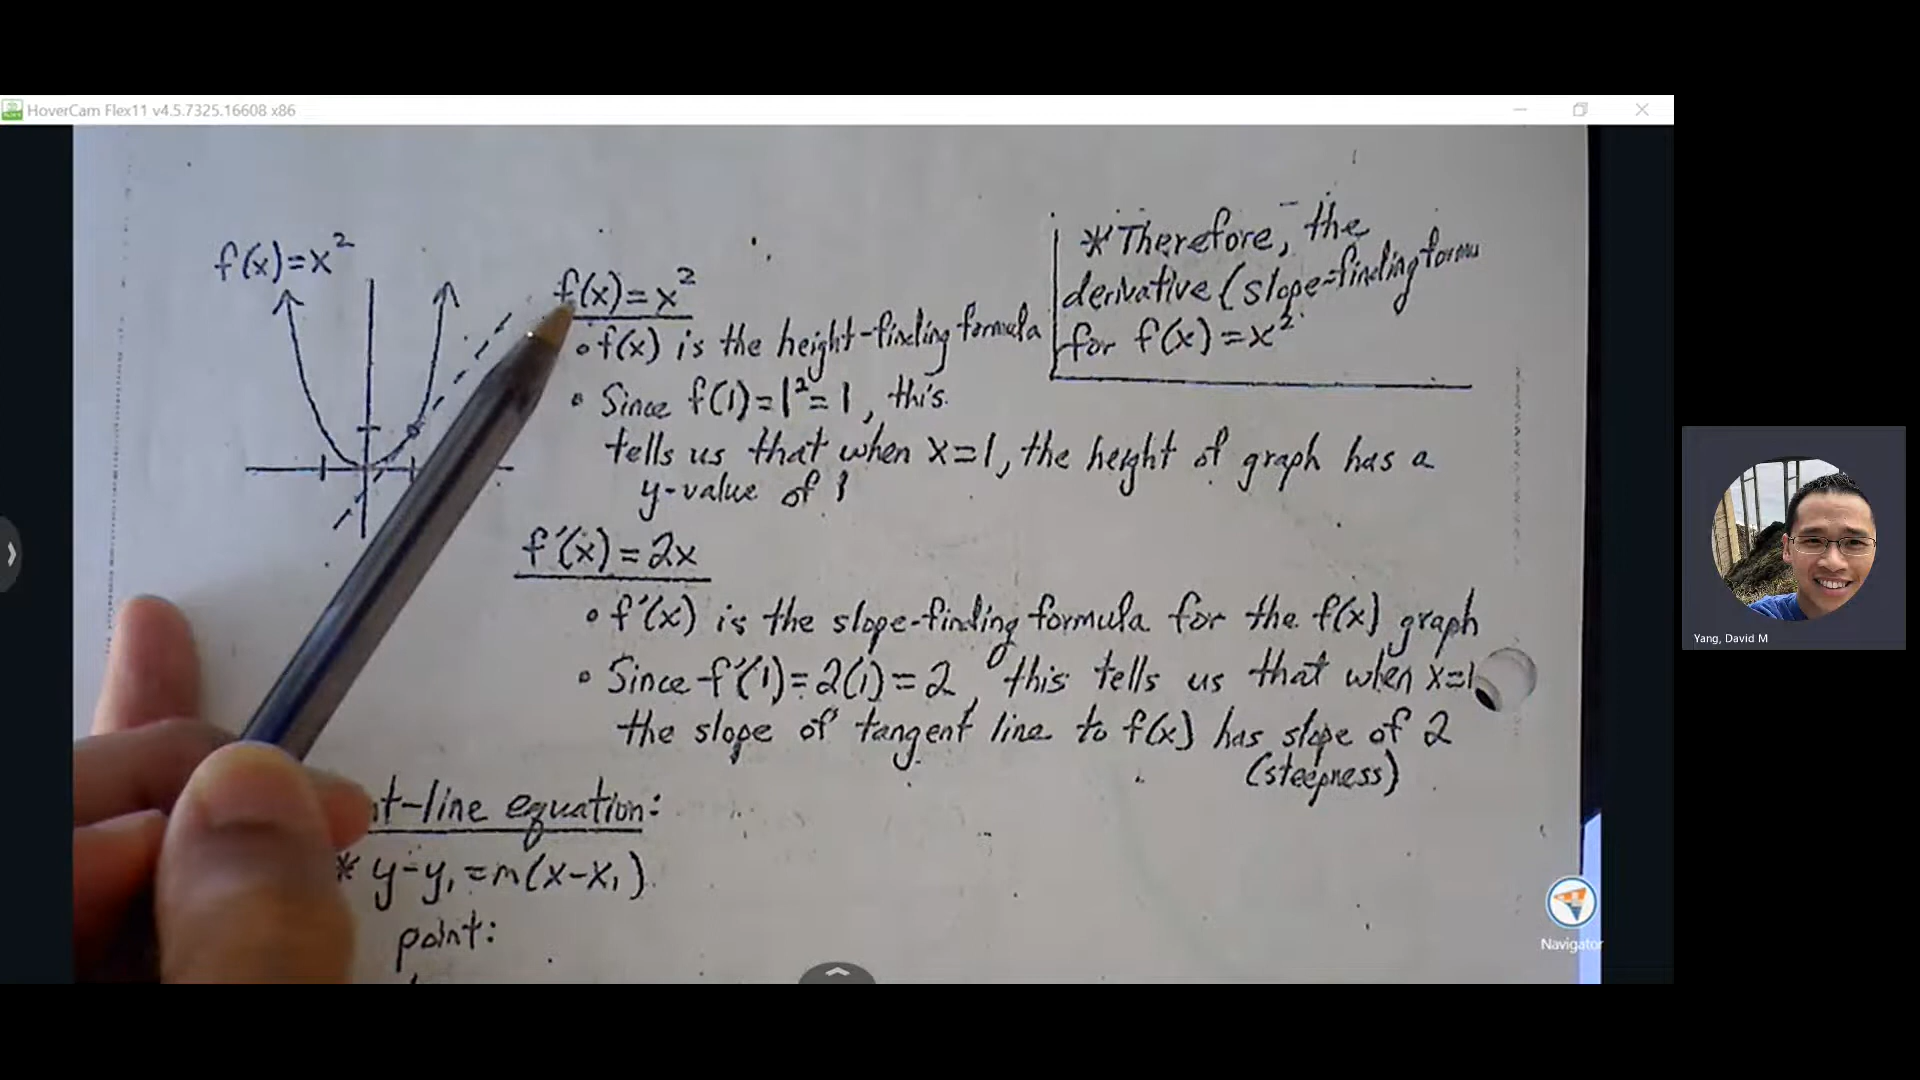 HoverCam Flex11 v4.5.7325.16608 x86
f(x)=x²
f(x)=x²
• f(x) is the height-finding formula
• Since f(1)=1²=1, this
tells us that when x=1, the height of graph has a
y-value of 1
*Therefore, the
derivative (slope-finding
for f(x)=x²
f'(x)=2x
• f'(x) is the slope-finding formula for the f(x) graph
• Since f'(1)=2(1)=2, this tells us that when x=1
the slope of tangent line to f(x) has slope of 2
(steepness)
nt-line equation:
* y-y₁=m(x-x₁)
point:
Navigator
Yang, David M